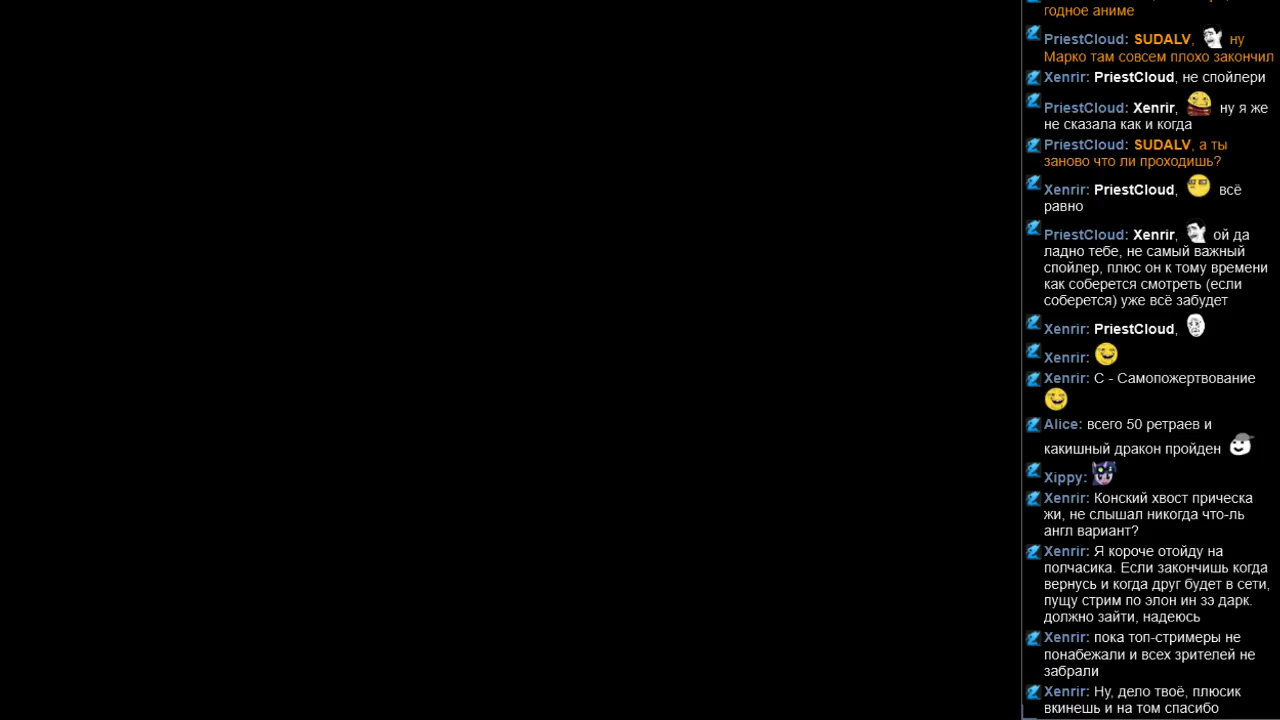 годное аниме
PriestCloud: SUDALV, ну
Марко там совсем плохо закончил
Xenrir: PriestCloud, не спойлери
PriestCloud: Xenrir, ну я же
не сказала как и когда
PriestCloud: SUDALV, а ты
заново что ли проходишь?
Xenrir: PriestCloud, всё
равно
PriestCloud: Xenrir, ой да
ладно тебе, не самый важный
спойлер, плюс он к тому времени
как соберется смотреть (если
соберется) уже всё забудет
Xenrir: PriestCloud,
Xenrir:
Xenrir: С - Самопожертвование
Alice: всего 50 ретраев и
какишный дракон пройден
Xippy:
Xenrir: Конский хвост прическа
жи, не слышал никогда что-ль
англ вариант?
Xenrir: Я короче отойду на
полчасика. Если закончишь когда
вернусь и когда друг будет в сети,
пущу стрим по элон ин зэ дарк.
должно зайти, надеюсь
Xenrir: пока топ-стримеры не
понабежали и всех зрителей не
забрали
Xenrir: Ну, дело твоё, плюсик
вкинешь и на том спасибо